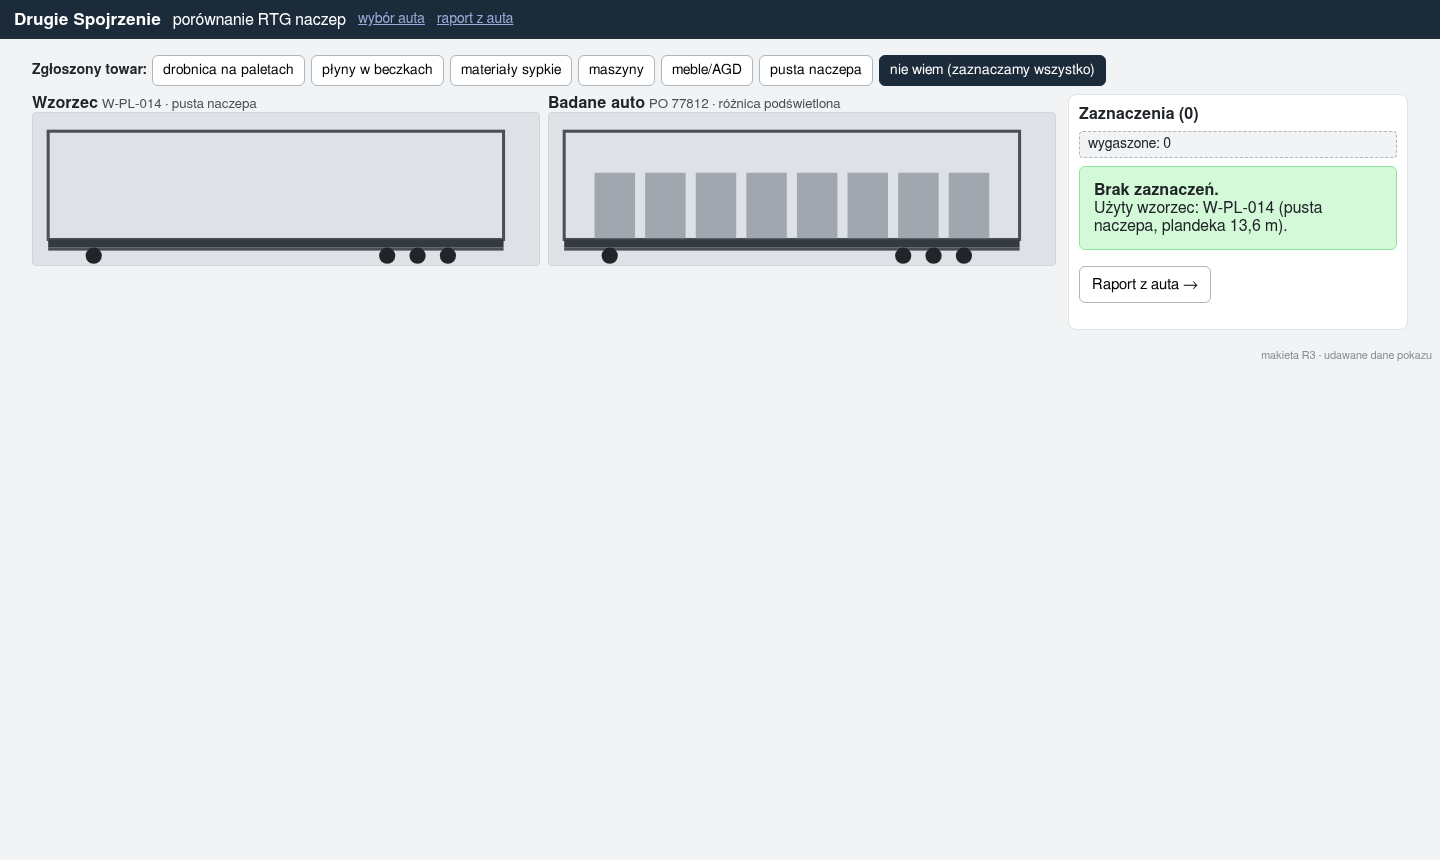 Drugie Spojrzenie porównanie RTG naczep wybór auta raport z auta
Zgłoszony towar: drobnica na paletach płyny w beczkach materiały sypkie maszyny meble/AGD pusta naczepa nie wiem (zaznaczamy wszystko)
Wzorzec W-PL-014 · pusta naczepa
Badane auto PO 77812 · różnica podświetlona
Zaznaczenia (0)
wygaszone: 0
Brak zaznaczeń.
Użyty wzorzec: W-PL-014 (pusta
naczepa, plandeka 13,6 m).
Raport z auta →
makieta R3 · udawane dane pokazu